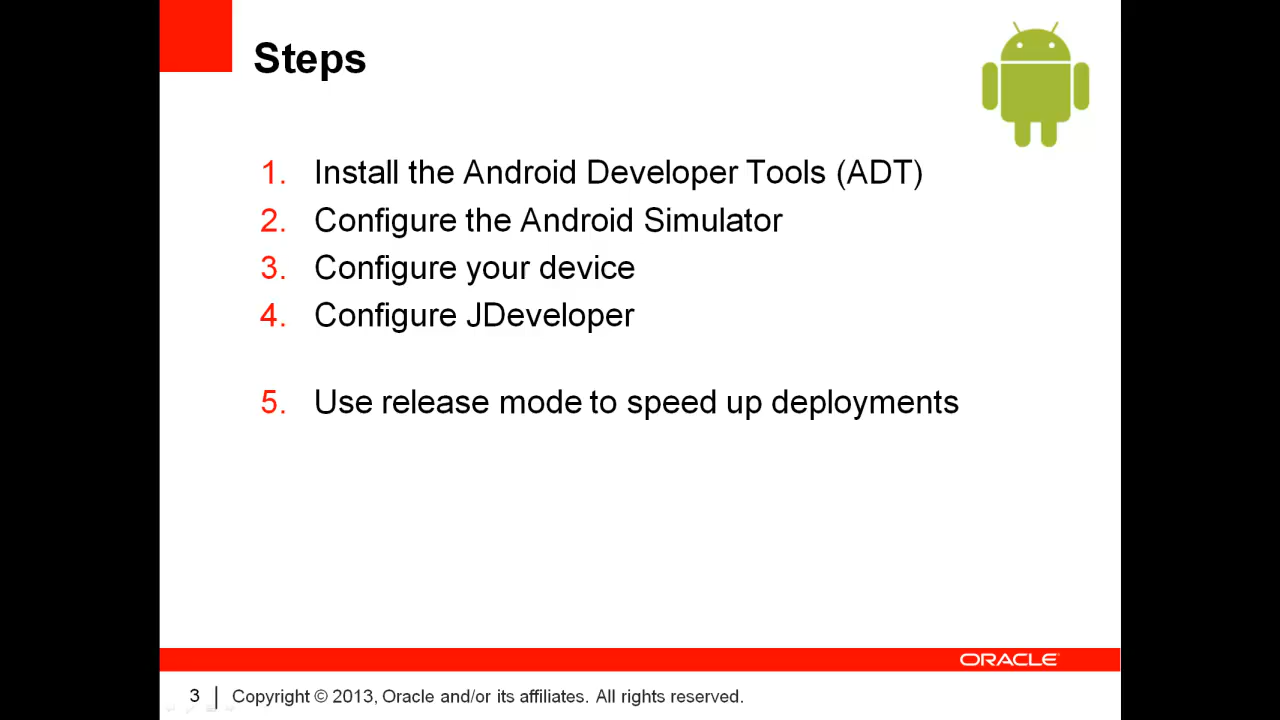 Steps
1. Install the Android Developer Tools (ADT)
2. Configure the Android Simulator
3. Configure your device
4. Configure JDeveloper
5. Use release mode to speed up deployments
ORACLE
3 | Copyright © 2013, Oracle and/or its affiliates. All rights reserved.